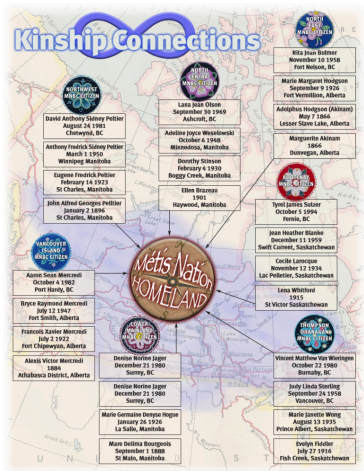 Kinship Connections
NORTH EAST
MNBC CITIZEN
Rita Joan Bulmer
November 10 1958
Fort Nelson, BC
Marie Margaret Hodgson
September 9 1926
Fort Vermillion, Alberta
Adolphus Hodgson (Akinam)
May 7 1866
Lesser Slave Lake, Alberta
Marguerite Akinam
1866
Dunvegan, Alberta
NORTH CENTRAL
MNBC CITIZEN
Lana Jean Olson
September 30 1969
Ashcroft, BC
Adeline Joyce Weselowski
October 6 1948
Minnedosa, Manitoba
Dorothy Stinson
February 4 1930
Boggy Creek, Manitoba
Ellen Brazeau
1901
Haywood, Manitoba
NORTHWEST
MNBC CITIZEN
David Anthony Sidney Peltier
August 24 1981
Chetwynd, BC
Anthony Fredrick Sidney Peltier
March 1 1950
Winnipeg Manitoba
Eugene Fredrick Peltier
February 14 1923
St Charles, Manitoba
John Alfred Georges Peltier
January 2 1896
St Charles, Manitoba
MNBC CITIZEN
Tyrel James Sulzer
October 5 1994
Fernie, BC
Jean Heather Blanke
December 11 1959
Swift Current, Saskatchewan
Cecile Larocque
November 12 1934
Lac Pelletier, Saskatchewan
Lena Whitford
1915
St Victor Saskatchewan
Métis Nation
HOMELAND
VANCOUVER ISLAND
MNBC CITIZEN
Aaron Sean Mercredi
October 4 1982
Port Hardy, BC
Bryce Raymond Mercredi
July 12 1947
Fort Smith, Alberta
Francois Xavier Mercredi
July 2 1922
Fort Chipewyan, Alberta
Alexis Victor Mercredi
1884
Athabasca District, Alberta
LOWER MAINLAND
MNBC CITIZEN
Denise Norine Jager
December 21 1980
Surrey, BC
Denise Norine Jager
December 21 1980
Surrey, BC
Marie Germaine Denyse Hogue
January 26 1926
La Salle, Manitoba
Mare Delima Bourgeois
September 1 1888
St Malo, Manitoba
THOMPSON OKANAGAN
MNBC CITIZEN
Vincent Matthew Van Wieringen
October 22 1980
Burnaby, BC
Judy Linda Sterling
September 24 1958
Vancouver, BC
Marie Janette Wong
August 13 1935
Prince Albert, Saskatchewan
Evelyn Fiddler
July 27 1916
Fish Creek, Saskatchewan